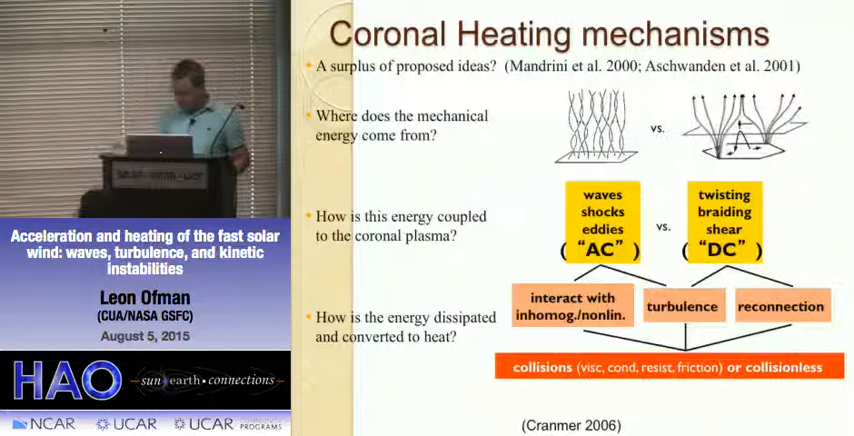 Coronal Heating mechanisms
A surplus of proposed ideas? (Mandrini et al. 2000; Aschwanden et al. 2001)
Where does the mechanical
energy come from?
vs.
How is this energy coupled
to the coronal plasma?
waves
shocks
eddies
( “AC” )
vs.
twisting
braiding
shear
( “DC” )
How is the energy dissipated
and converted to heat?
interact with
inhomog./nonlin.
turbulence
reconnection
collisions (visc, cond, resist, friction) or collisionless
(Cranmer 2006)
Acceleration and heating of the fast solar
wind: waves, turbulence, and kinetic
instabilities
Leon Ofman
(CUA/NASA GSFC)
August 5, 2015
HAO
sun earth connections
NCAR
UCAR
UCAR
PROGRAMS